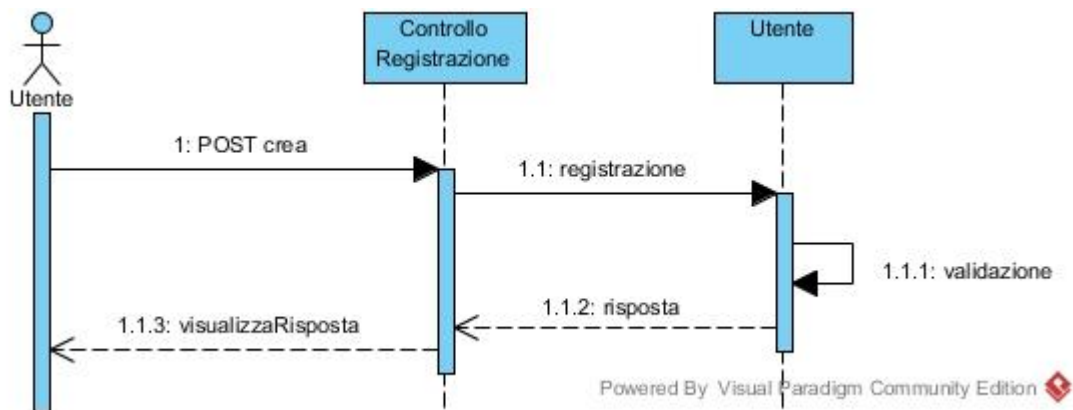 Controllo
Registrazione
Utente
Utente
1: POST crea
1.1: registrazione
1.1.1: validazione
1.1.2: risposta
1.1.3: visualizzaRisposta
Powered By Visual Paradigm Community Edition